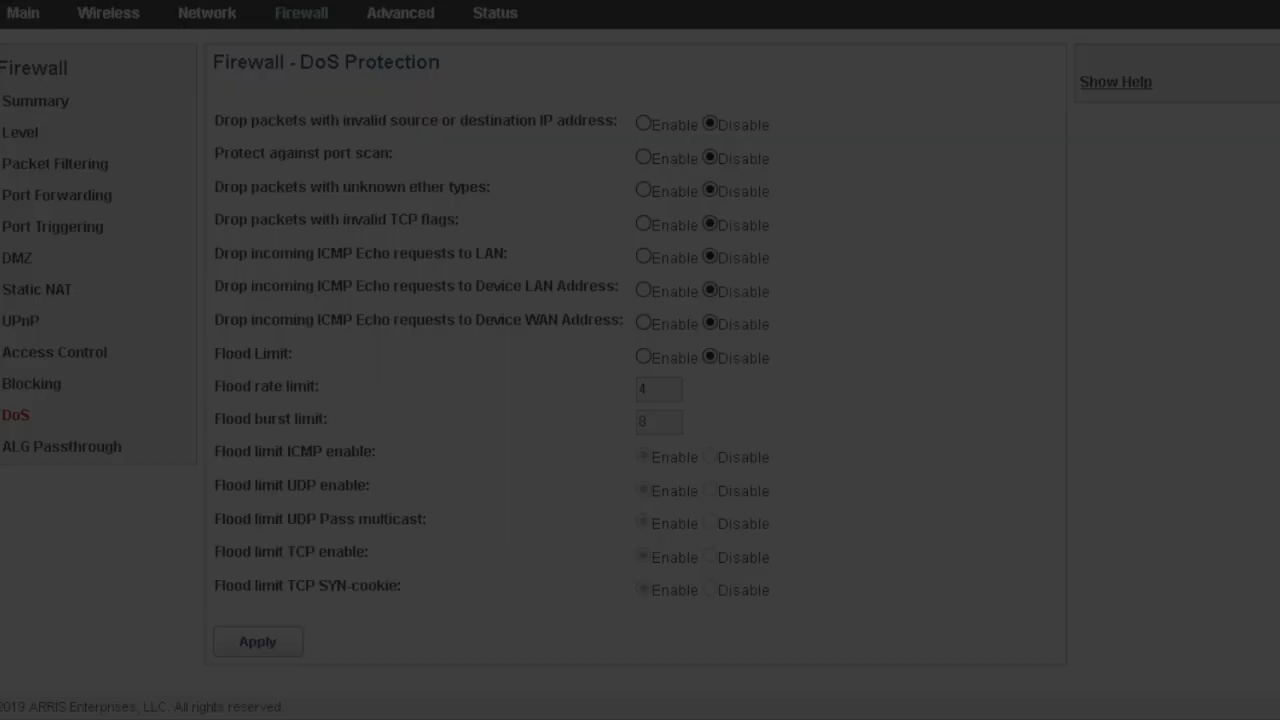 Main Wireless Network Firewall Advanced Status
Firewall
Summary
Level
Packet Filtering
Port Forwarding
Port Triggering
DMZ
Static NAT
UPnP
Access Control
Blocking
DoS
ALG Passthrough
Firewall - DoS Protection
Drop packets with invalid source or destination IP address: Enable Disable
Protect against port scan: Enable Disable
Drop packets with unknown ether types: Enable Disable
Drop packets with invalid TCP flags: Enable Disable
Drop incoming ICMP Echo requests to LAN: Enable Disable
Drop incoming ICMP Echo requests to Device LAN Address: Enable Disable
Drop incoming ICMP Echo requests to Device WAN Address: Enable Disable
Flood Limit: Enable Disable
Flood rate limit: 4
Flood burst limit: 8
Flood limit ICMP enable: Enable Disable
Flood limit UDP enable: Enable Disable
Flood limit UDP Pass multicast: Enable Disable
Flood limit TCP enable: Enable Disable
Flood limit TCP SYN-cookie: Enable Disable
Apply
Show Help
2019 ARRIS Enterprises, LLC. All rights reserved